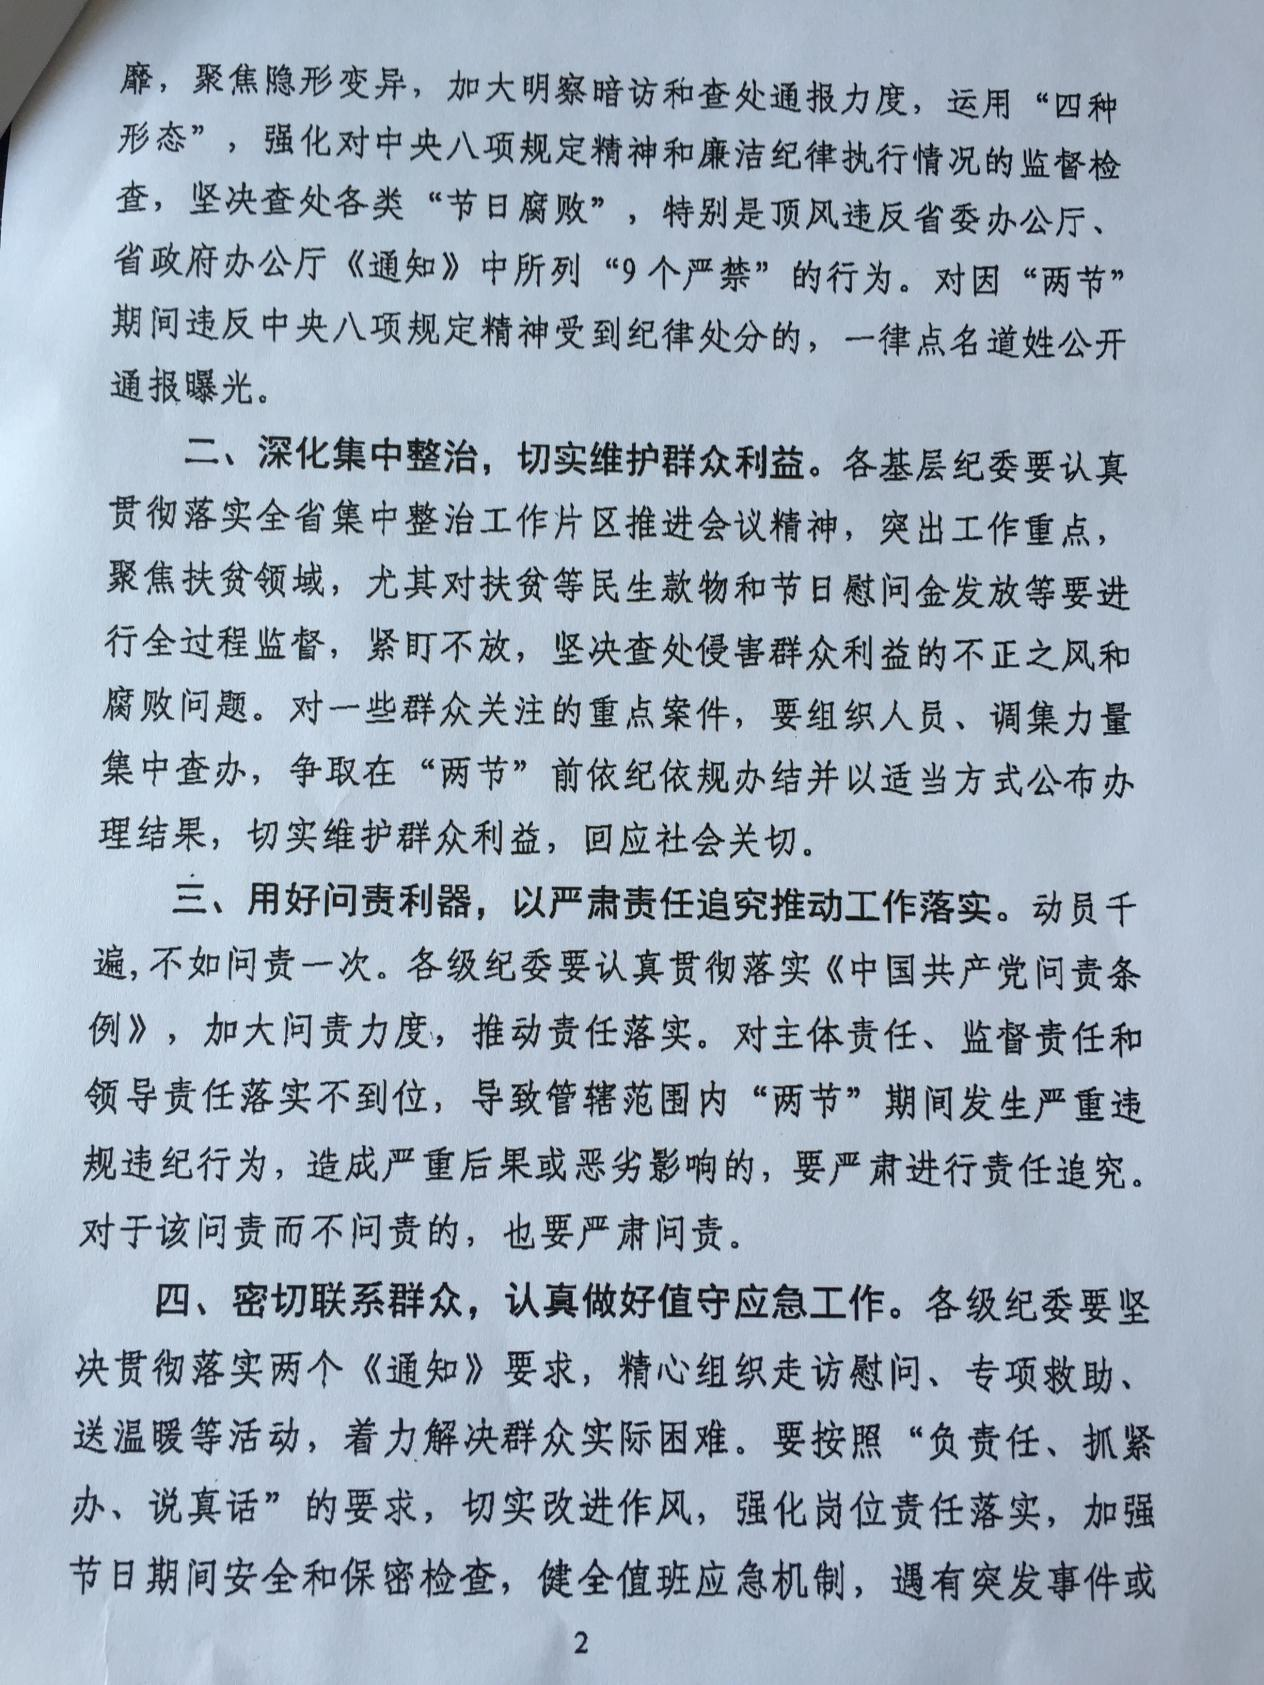 靡，聚焦隐形变异，加大明察暗访和查处通报力度，运用“四种
形态”，强化对中央八项规定精神和廉洁纪律执行情况的监督检
查，坚决查处各类“节日腐败”，特别是顶风违反省委办公厅、
省政府办公厅《通知》中所列“9个严禁”的行为。对因“两节”
期间违反中央八项规定精神受到纪律处分的，一律点名道姓公开
通报曝光。
二、深化集中整治，切实维护群众利益。各基层纪委要认真
贯彻落实全省集中整治工作片区推进会议精神，突出工作重点，
聚焦扶贫领域，尤其对扶贫等民生款物和节日慰问金发放等要进
行全过程监督，紧盯不放，坚决查处侵害群众利益的不正之风和
腐败问题。对一些群众关注的重点案件，要组织人员、调集力量
集中查办，争取在“两节”前依纪依规办结并以适当方式公布办
理结果，切实维护群众利益，回应社会关切。
三、用好问责利器，以严肃责任追究推动工作落实。动员千
遍,不如问责一次。各级纪委要认真贯彻落实《中国共产党问责条
例》，加大问责力度，推动责任落实。对主体责任、监督责任和
领导责任落实不到位，导致管辖范围内“两节”期间发生严重违
规违纪行为，造成严重后果或恶劣影响的，要严肃进行责任追究。
对于该问责而不问责的，也要严肃问责。
四、密切联系群众，认真做好值守应急工作。各级纪委要坚
决贯彻落实两个《通知》要求，精心组织走访慰问、专项救助、
送温暖等活动，着力解决群众实际困难。要按照“负责任、抓紧
办、说真话”的要求，切实改进作风，强化岗位责任落实，加强
节日期间安全和保密检查，健全值班应急机制，遇有突发事件或
2